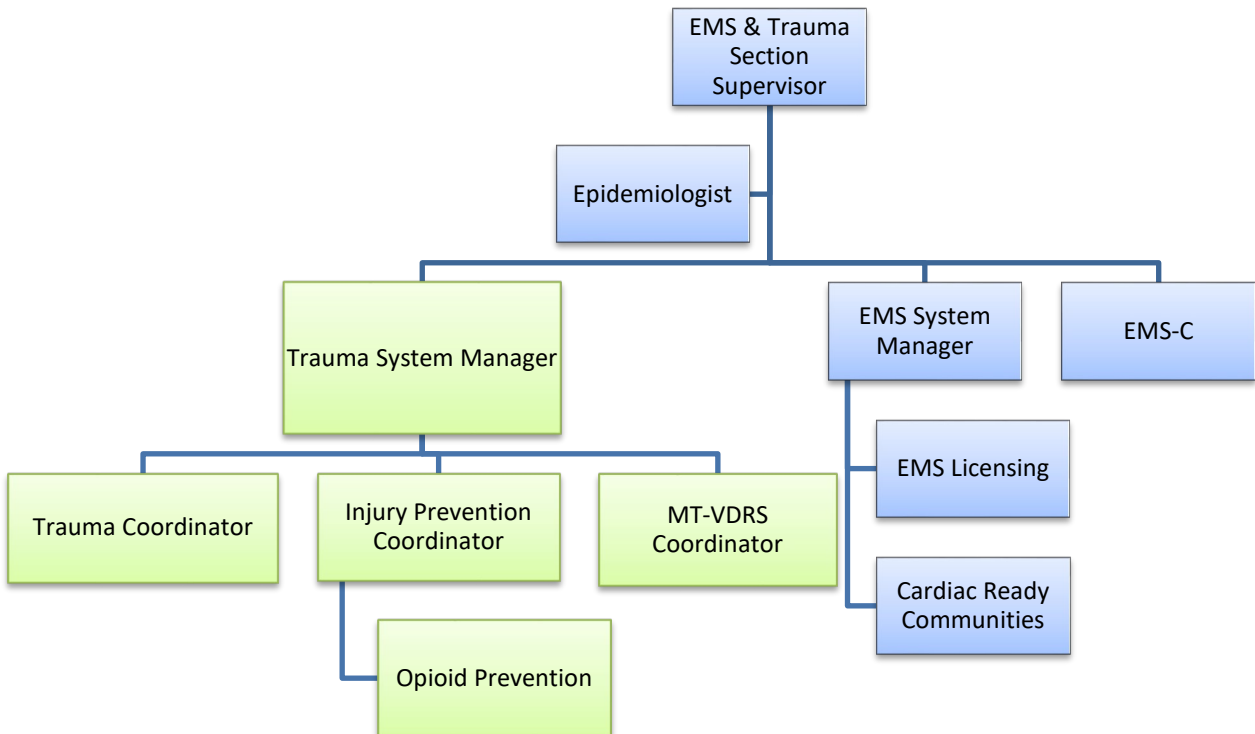 EMS & Trauma
Section
Supervisor
Epidemiologist
Trauma System Manager
EMS System
Manager
EMS-C
Trauma Coordinator
Injury Prevention
Coordinator
MT-VDRS
Coordinator
EMS Licensing
Cardiac Ready
Communities
Opioid Prevention